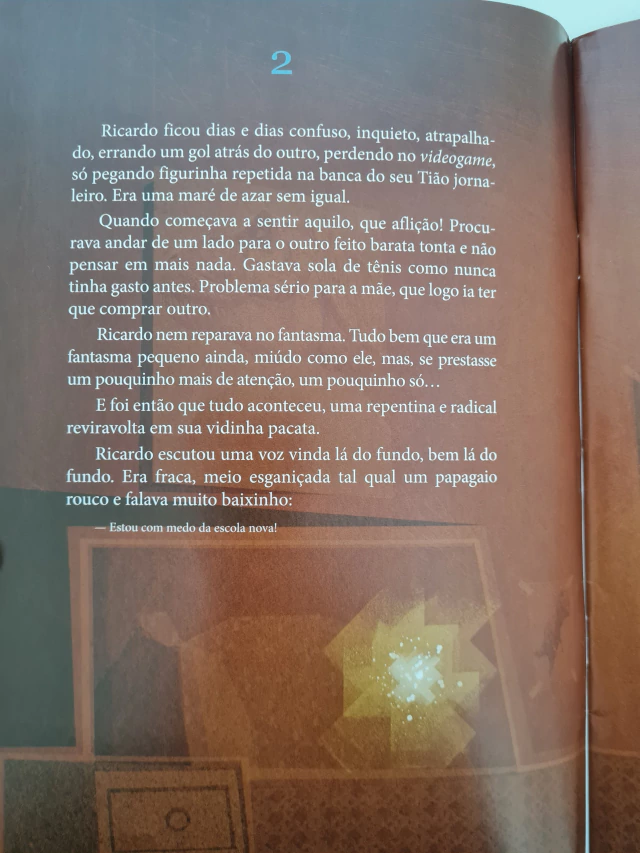 2
Ricardo ficou dias e dias confuso, inquieto, atrapalha-
do, errando um gol atrás do outro, perdendo no videogame,
só pegando figurinha repetida na banca do seu Tião jorna-
leiro. Era uma maré de azar sem igual.
Quando começava a sentir aquilo, que aflição! Procu-
rava andar de um lado para o outro feito barata tonta e não
pensar em mais nada. Gastava sola de tênis como nunca
tinha gasto antes. Problema sério para a mãe, que logo ia ter
que comprar outro.
Ricardo nem reparava no fantasma. Tudo bem que era um
fantasma pequeno ainda, miúdo como ele, mas, se prestasse
um pouquinho mais de atenção, um pouquinho só...
E foi então que tudo aconteceu, uma repentina e radical
reviravolta em sua vidinha pacata.
Ricardo escutou uma voz vinda lá do fundo, bem lá do
fundo. Era fraca, meio esganiçada tal qual um papagaio
rouco e falava muito baixinho:
— Estou com medo da escola nova!